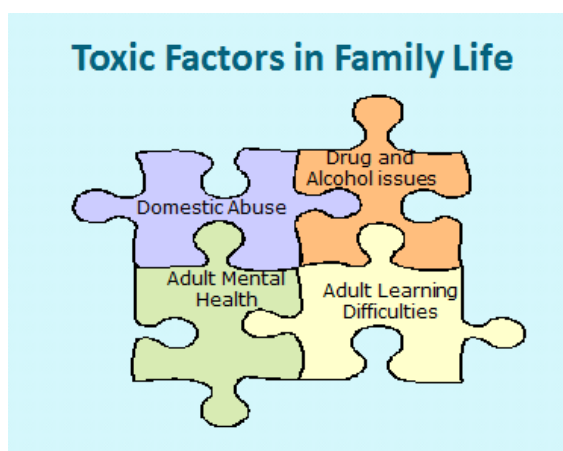 Toxic Factors in Family Life
Drug and
Alcohol issues
Domestic Abuse
Adult Mental
Health
Adult Learning
Difficulties